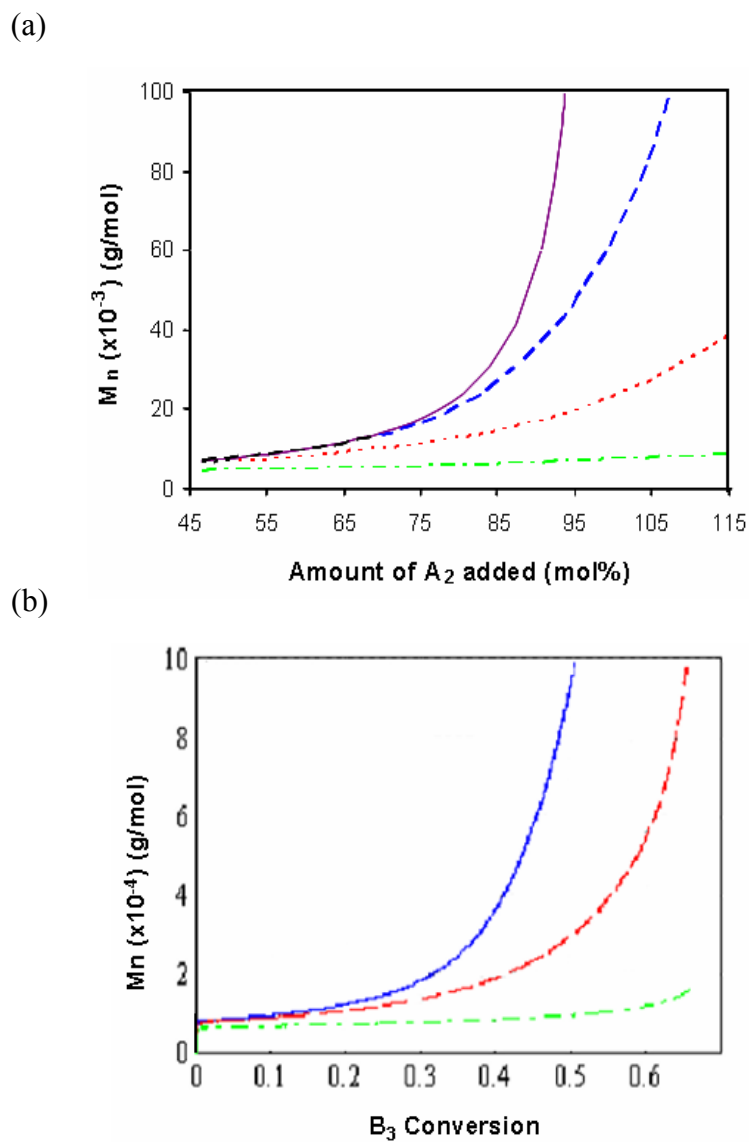 (a)
100
80
60
40
20
0
Mn (x10-3) (g/mol)
45 55 65 75 85 95 105 115
Amount of A2 added (mol%)
(b)
10
8
6
4
2
0
Mn (x10-4) (g/mol)
0 0.1 0.2 0.3 0.4 0.5 0.6
B3 Conversion